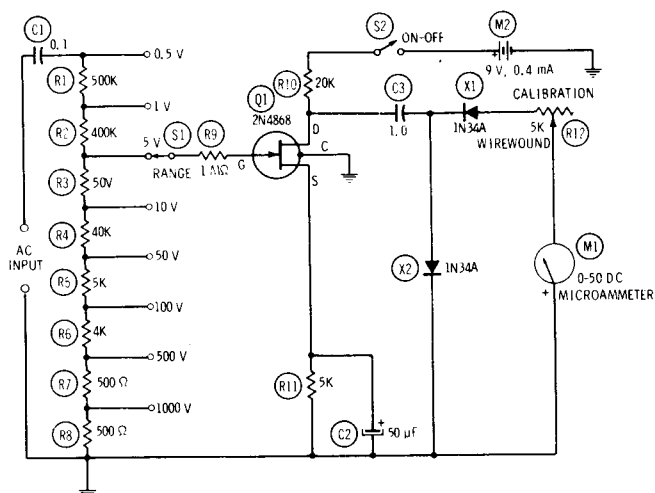 C1
0.1
0.5 V
R1
500K
1 V
R2
400K
5 V
S1
R9
RANGE
1 MΩ
R3
50V
10 V
R4
40K
50 V
R5
5K
100 V
R6
4K
500 V
R7
500 Ω
1000 V
R8
500 Ω
AC
INPUT
Q1
2N4868
G
D
C
S
R10
20K
S2
ON-OFF
M2
+
9 V, 0.4 mA
C3
1.0
X1
1N34A
CALIBRATION
5K
R12
WIREWOUND
X2
1N34A
M1
0-50 DC
+ MICROAMMETER
R11
5K
C2
+
50 µf